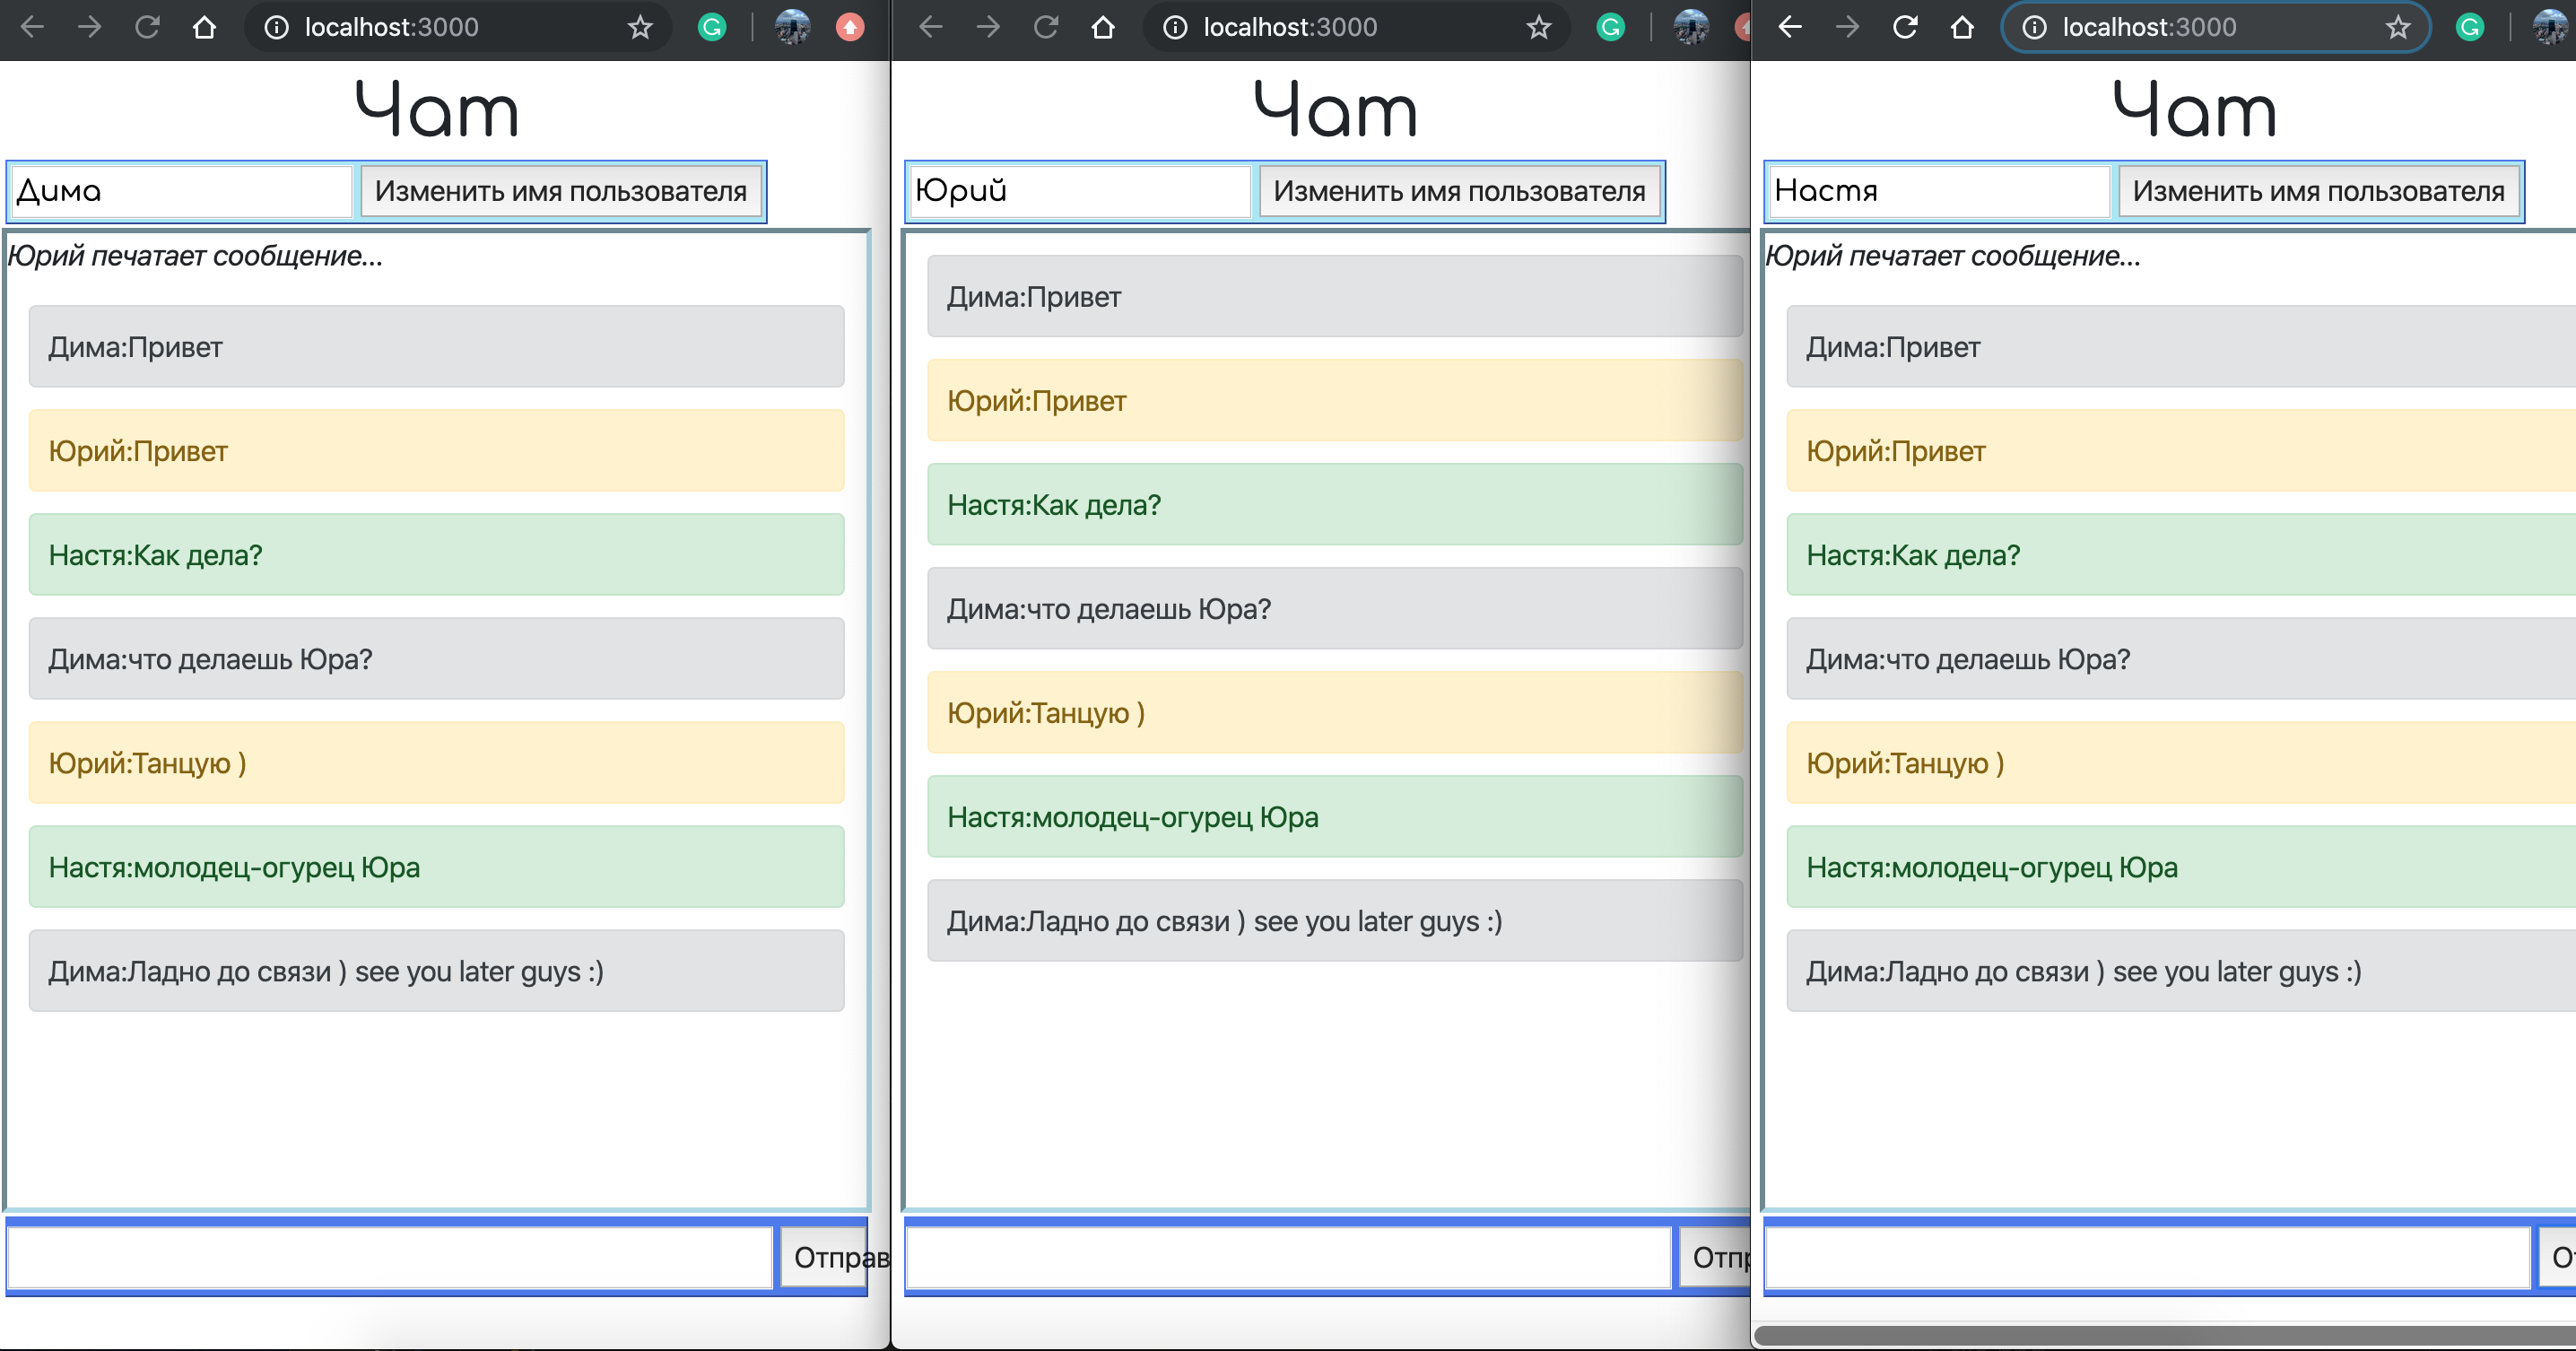 localhost:3000
Чат
Дима
Изменить имя пользователя
Юрий печатает сообщение...
Дима:Привет
Юрий:Привет
Настя:Как дела?
Дима:что делаешь Юра?
Юрий:Танцую )
Настя:молодец-огурец Юра
Дима:Ладно до связи ) see you later guys :)
Отправ
localhost:3000
Чат
Юрий
Изменить имя пользователя
Дима:Привет
Юрий:Привет
Настя:Как дела?
Дима:что делаешь Юра?
Юрий:Танцую )
Настя:молодец-огурец Юра
Дима:Ладно до связи ) see you later guys :)
Отпр
localhost:3000
Чат
Настя
Изменить имя пользователя
Юрий печатает сообщение...
Дима:Привет
Юрий:Привет
Настя:Как дела?
Дима:что делаешь Юра?
Юрий:Танцую )
Настя:молодец-огурец Юра
Дима:Ладно до связи ) see you later guys :)